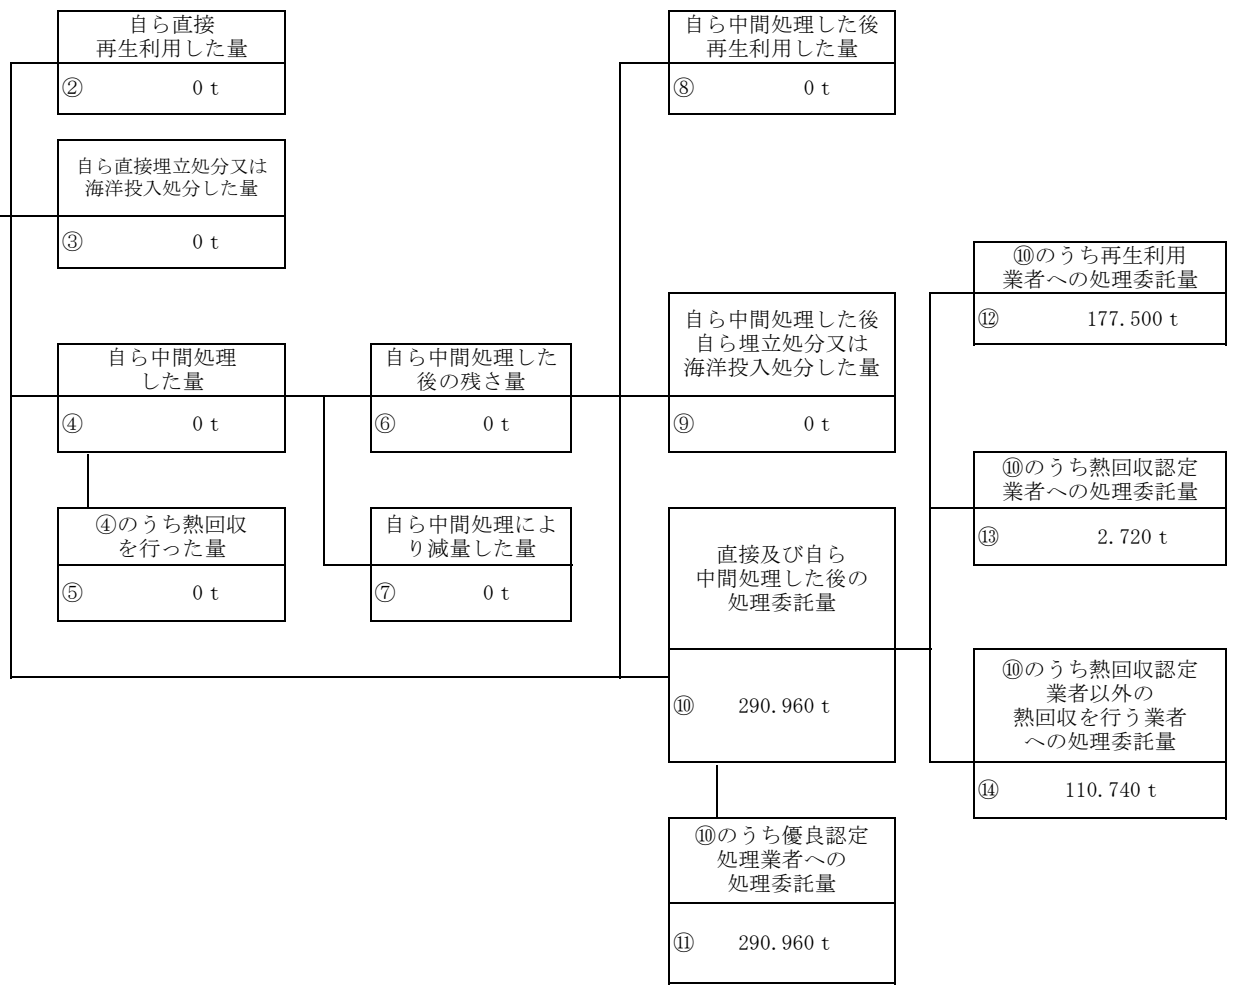 自ら直接
再生利用した量
② 0 t
自ら直接埋立処分又は
海洋投入処分した量
③ 0 t
自ら中間処理
した量
④ 0 t
④のうち熱回収
を行った量
⑤ 0 t
自ら中間処理した
後の残さ量
⑥ 0 t
自ら中間処理によ
り減量した量
⑦ 0 t
自ら中間処理した後
再生利用した量
⑧ 0 t
自ら中間処理した後
自ら埋立処分又は
海洋投入処分した量
⑨ 0 t
直接及び自ら
中間処理した後の
処理委託量
⑩ 290.960 t
⑩のうち優良認定
処理業者への
処理委託量
⑪ 290.960 t
⑩のうち再生利用
業者への処理委託量
⑫ 177.500 t
⑩のうち熱回収認定
業者への処理委託量
⑬ 2.720 t
⑩のうち熱回収認定
業者以外の
熱回収を行う業者
への処理委託量
⑭ 110.740 t